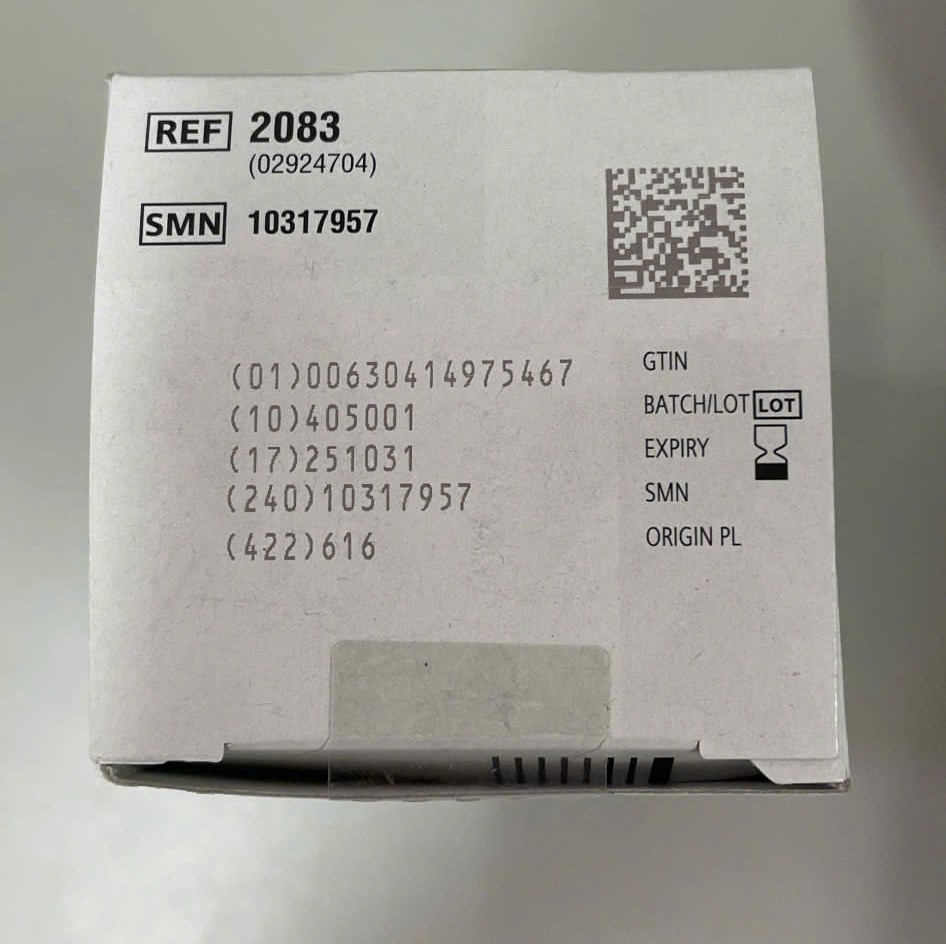 REF 2083
(02924704)
SMN 10317957
(01)00630414975467 GTIN
(10)405001 BATCH/LOT LOT
(17)251031 EXPIRY
(240)10317957 SMN
(422)616 ORIGIN PL